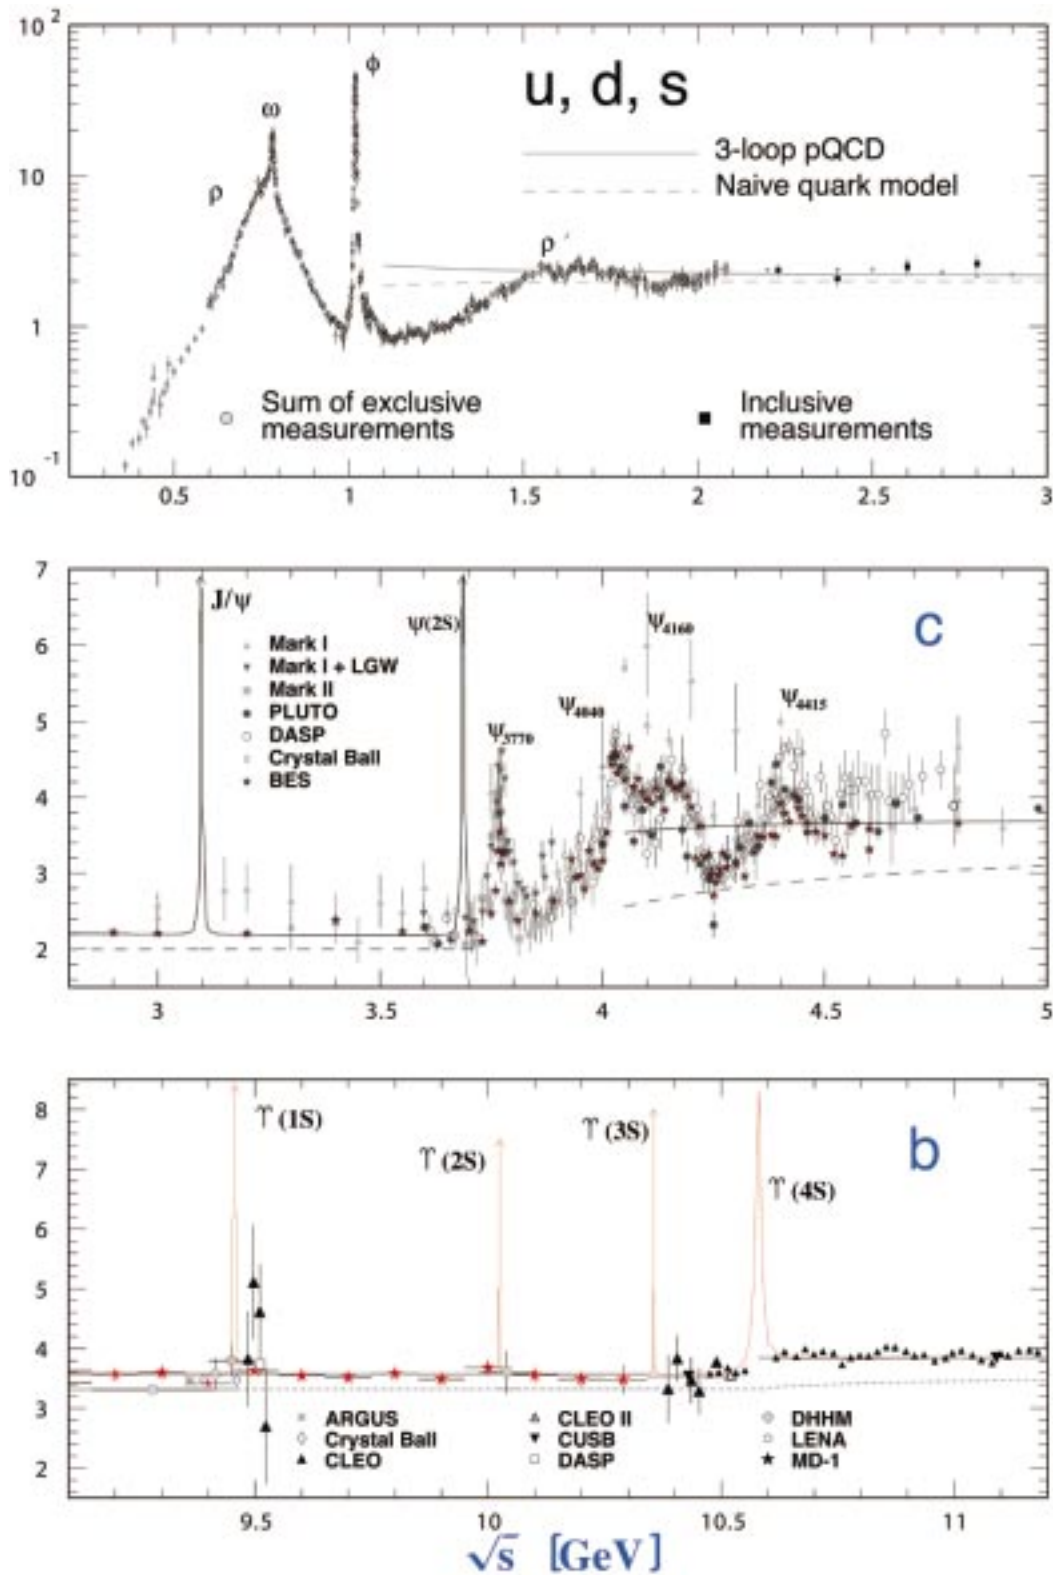 10 2
ϕ
ω
u, d, s
3-loop pQCD
Naive quark model
10
ρ
ρ ′
1
Sum of exclusive
measurements
Inclusive
measurements
10 -1
0.5 1 1.5 2 2.5 3
7
J/ψ
ψ(2S)
c
ψ4160
Mark I
Mark I + LGW
Mark II
PLUTO
DASP
Crystal Ball
BES
6
ψ4040
ψ4415
ψ3770
5
4
3
2
3 3.5 4 4.5 5
8
ϒ (1S)
ϒ (2S)
ϒ (3S)
b
ϒ (4S)
7
6
5
4
3
2
ARGUS
Crystal Ball
CLEO
CLEO II
CUSB
DASP
DHHM
LENA
MD-1
9.5 10 10.5 11
√s [GeV]